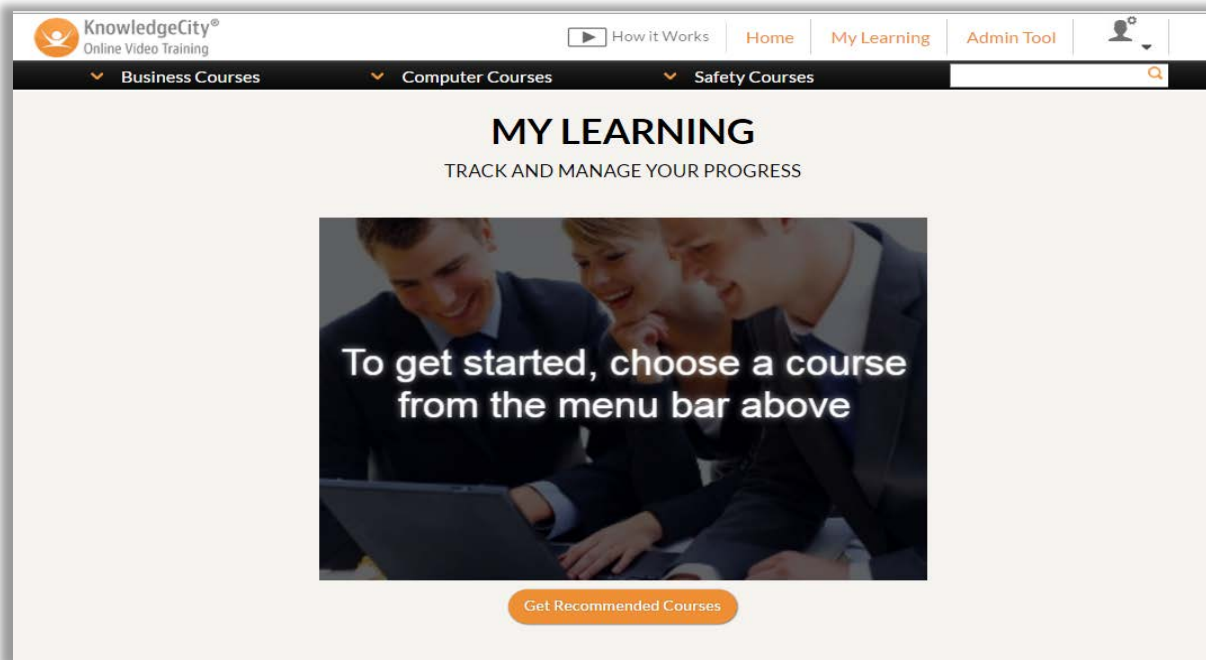 KnowledgeCity®
Online Video Training
How it Works
Home
My Learning
Admin Tool
Business Courses
Computer Courses
Safety Courses
MY LEARNING
TRACK AND MANAGE YOUR PROGRESS
To get started, choose a course
from the menu bar above
Get Recommended Courses